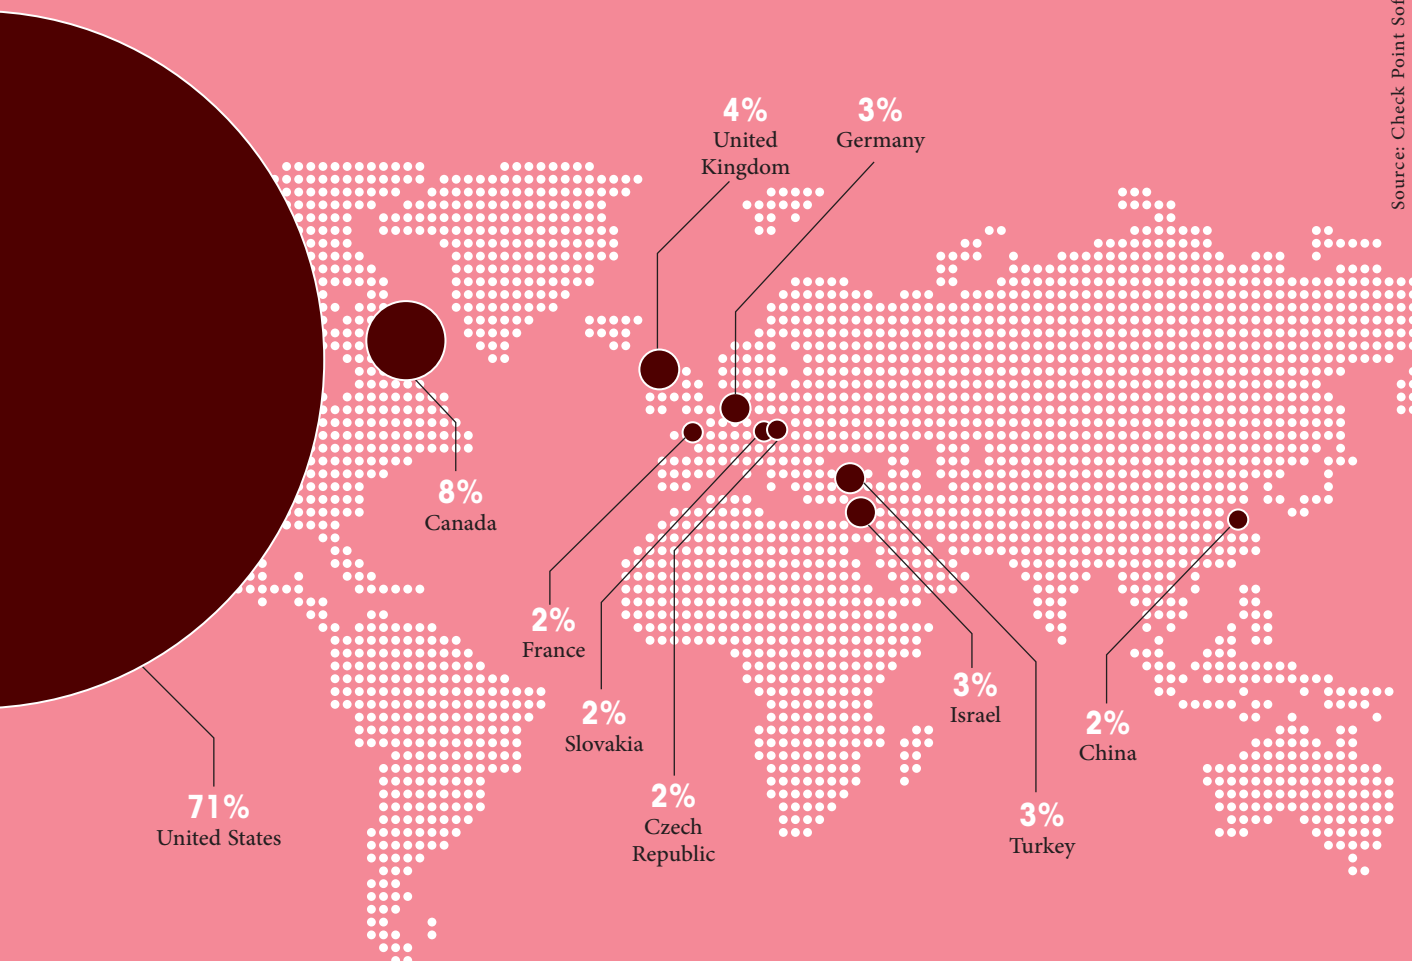 Source: Check Point
4%
United
Kingdom
3%
Germany
8%
Canada
2%
France
2%
Slovakia
2%
Czech
Republic
3%
Israel
3%
Turkey
2%
China
71%
United States